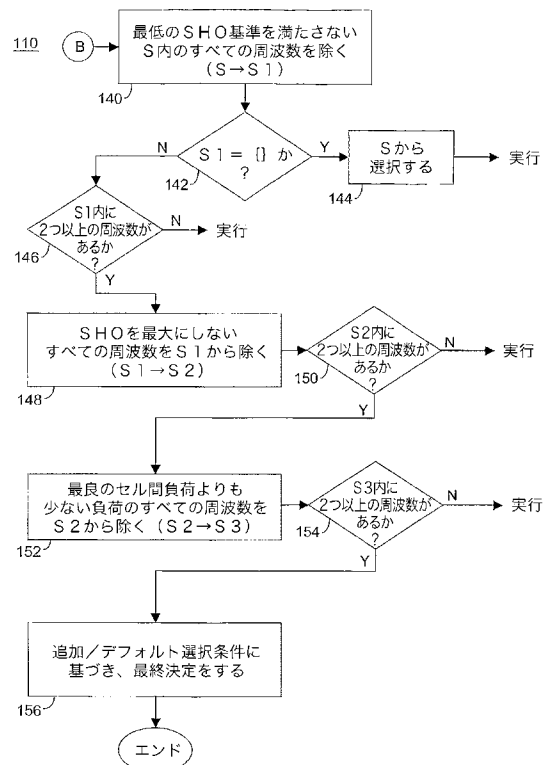 110
B
最低のSHO基準を満たさない
S内のすべての周波数を除く
(S→S1)
140
S1= {} か
?
142
N
Y
Sから
選択する
144
実行
S1内に
2つ以上の周波数が
あるか
?
146
N
実行
Y
SHOを最大にしない
すべての周波数をS1から除く
(S1→S2)
148
S2内に
2つ以上の周波数が
あるか
?
150
N
実行
Y
最良のセル間負荷よりも
少ない負荷のすべての周波数を
S2から除く (S2→S3)
152
S3内に
2つ以上の周波数が
あるか
?
154
N
実行
Y
追加/デフォルト選択条件に
基づき、最終決定をする
156
エンド